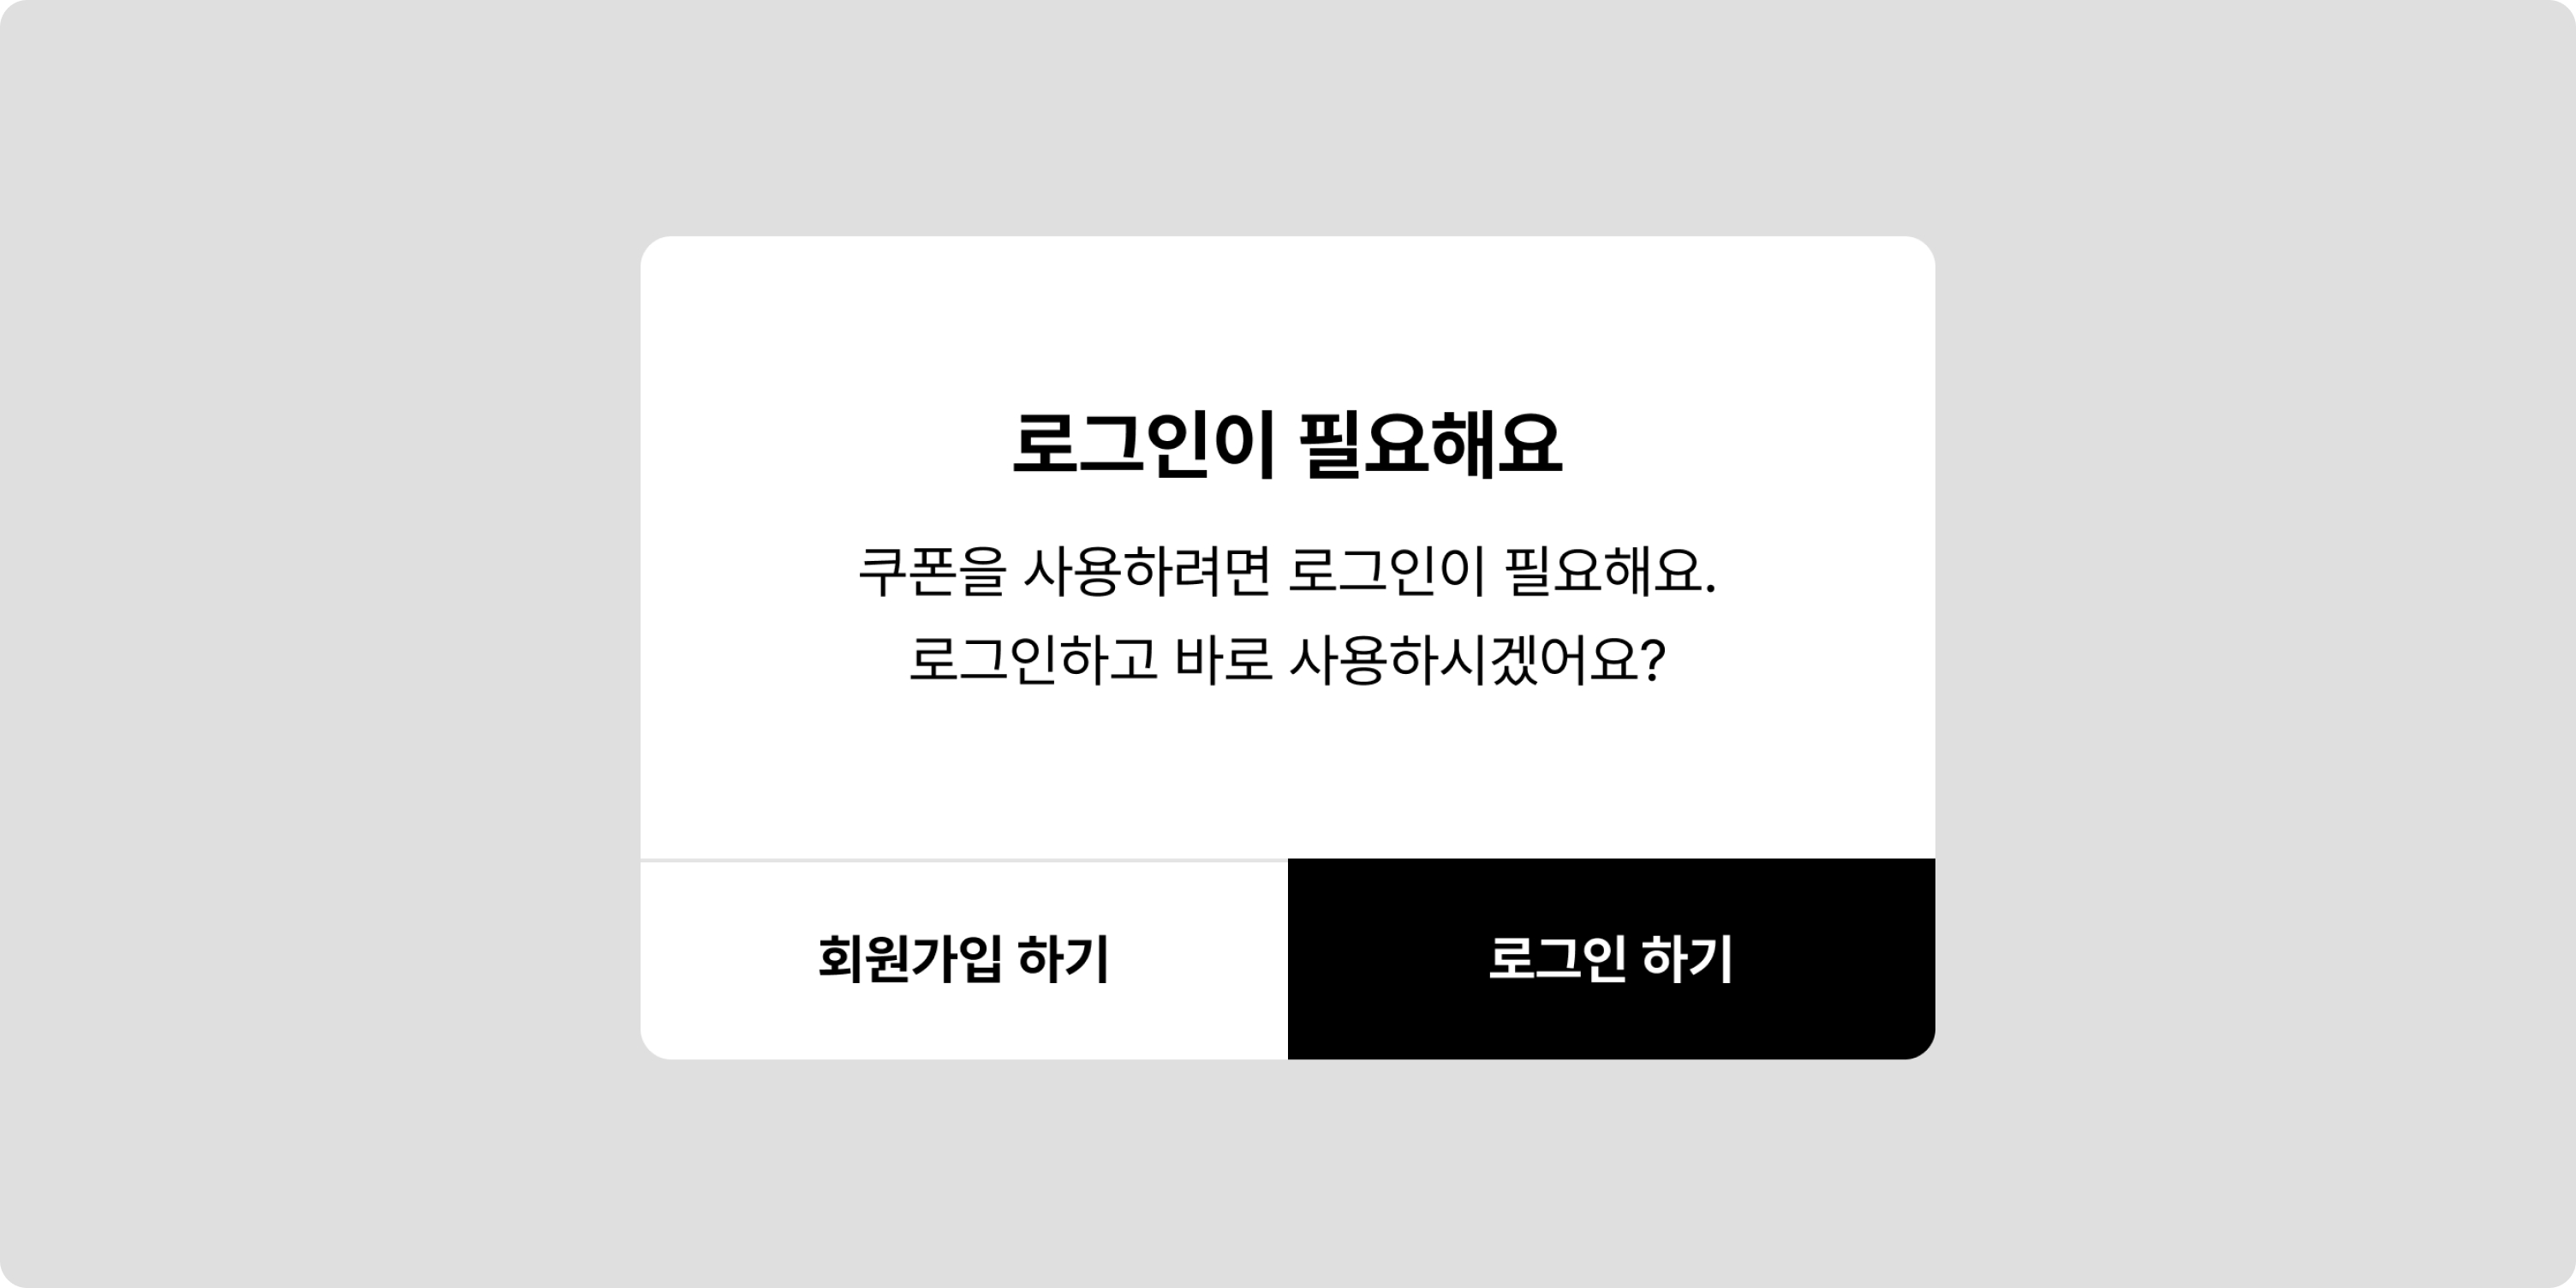 로그인이 필요해요
쿠폰을 사용하려면 로그인이 필요해요.
로그인하고 바로 사용하시겠어요?
회원가입 하기
로그인 하기